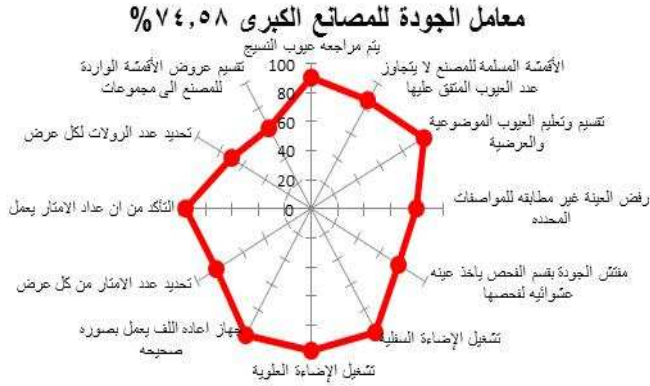 معامل الجودة للمصانع الكبرى ٧٤,٥٨%
يتم مراجعه عيوب النسيج
الأقمشة المسلمة للمصنع لا يتجاوز
عدد العيوب المتفق عليها
تقسيم وتعليم العيوب الموضوعية
والعرضية
رفض العينة غير مطابقه للمواصفات
المحدده
مفتش الجودة بقسم الفحص ياخذ عينه
عشوائيه لفحصها
تشغيل الإضاءة السفلية
تشغيل الإضاءة العلوية
جهاز اعاده اللف يعمل بصوره
صحيحه
تحديد عدد الامتار من كل عرض
التأكد من ان عداد الامتار يعمل
تحديد عدد الرولات لكل عرض
تقسيم عروض الأقمشة الواردة
للمصنع الى مجموعات
100
80
60
40
20
0